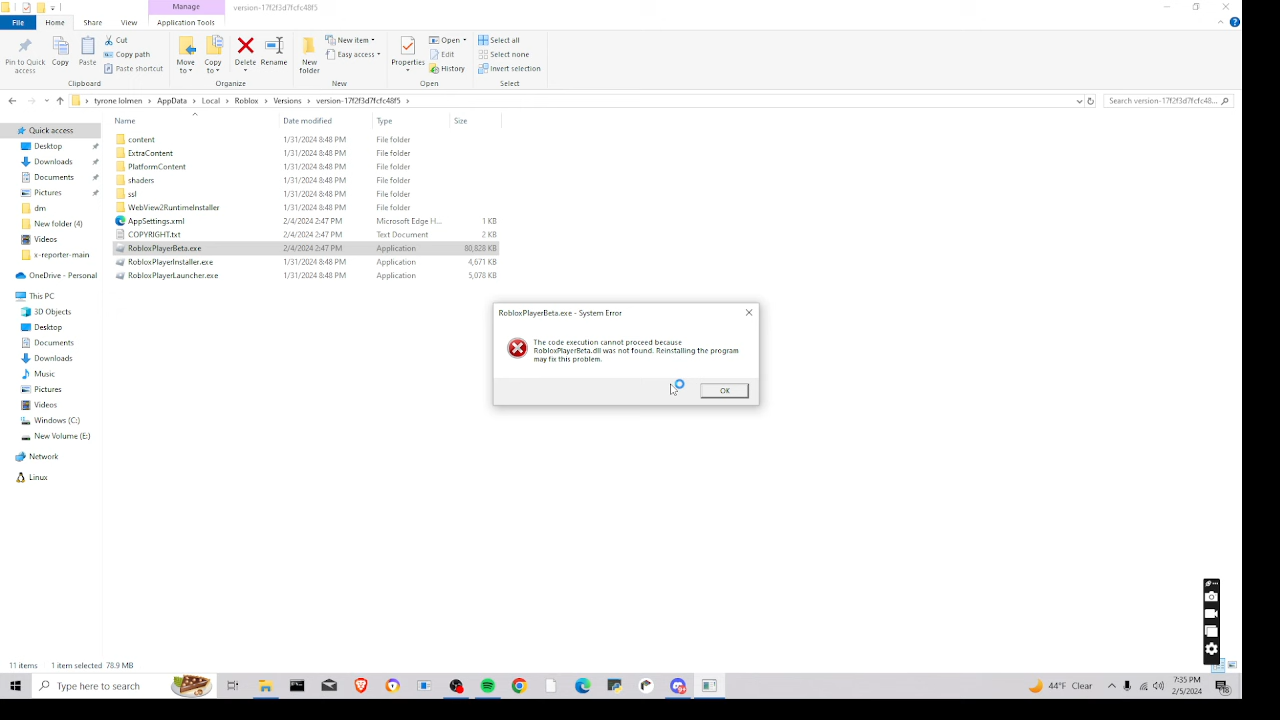 Manage
version-17f2f3d7fcfc48f5
File
Home
Share
View
Application Tools
Pin to Quick access
Copy
Paste
Cut
Copy path
Paste shortcut
Clipboard
Move to
Copy to
Delete
Rename
Organize
New folder
New item
Easy access
New
Properties
Open
Edit
History
Open
Select all
Select none
Invert selection
Select
tyrone lolmen > AppData > Local > Roblox > Versions > version-17f2f3d7fcfc48f5 >
Search version-17f2f3d7fcfc48...
Name Date modified Type Size
content 1/31/2024 8:48 PM File folder
ExtraContent 1/31/2024 8:48 PM File folder
PlatformContent 1/31/2024 8:48 PM File folder
shaders 1/31/2024 8:48 PM File folder
ssl 1/31/2024 8:48 PM File folder
WebView2RuntimeInstaller 1/31/2024 8:48 PM File folder
AppSettings.xml 2/4/2024 2:47 PM Microsoft Edge H... 1 KB
COPYRIGHT.txt 2/4/2024 2:47 PM Text Document 2 KB
RobloxPlayerBeta.exe 2/4/2024 2:47 PM Application 80,828 KB
RobloxPlayerInstaller.exe 1/31/2024 8:48 PM Application 4,671 KB
RobloxPlayerLauncher.exe 1/31/2024 8:48 PM Application 5,078 KB
Quick access
Desktop
Downloads
Documents
Pictures
dm
New folder (4)
Videos
x-reporter-main
OneDrive - Personal
This PC
3D Objects
Desktop
Documents
Downloads
Music
Pictures
Videos
Windows (C:)
New Volume (E:)
Network
Linux
RobloxPlayerBeta.exe - System Error
The code execution cannot proceed because
RobloxPlayerBeta.dll was not found. Reinstalling the program
may fix this problem.
OK
11 items 1 item selected 78.9 MB
Type here to search
44°F Clear
7:35 PM
2/5/2024